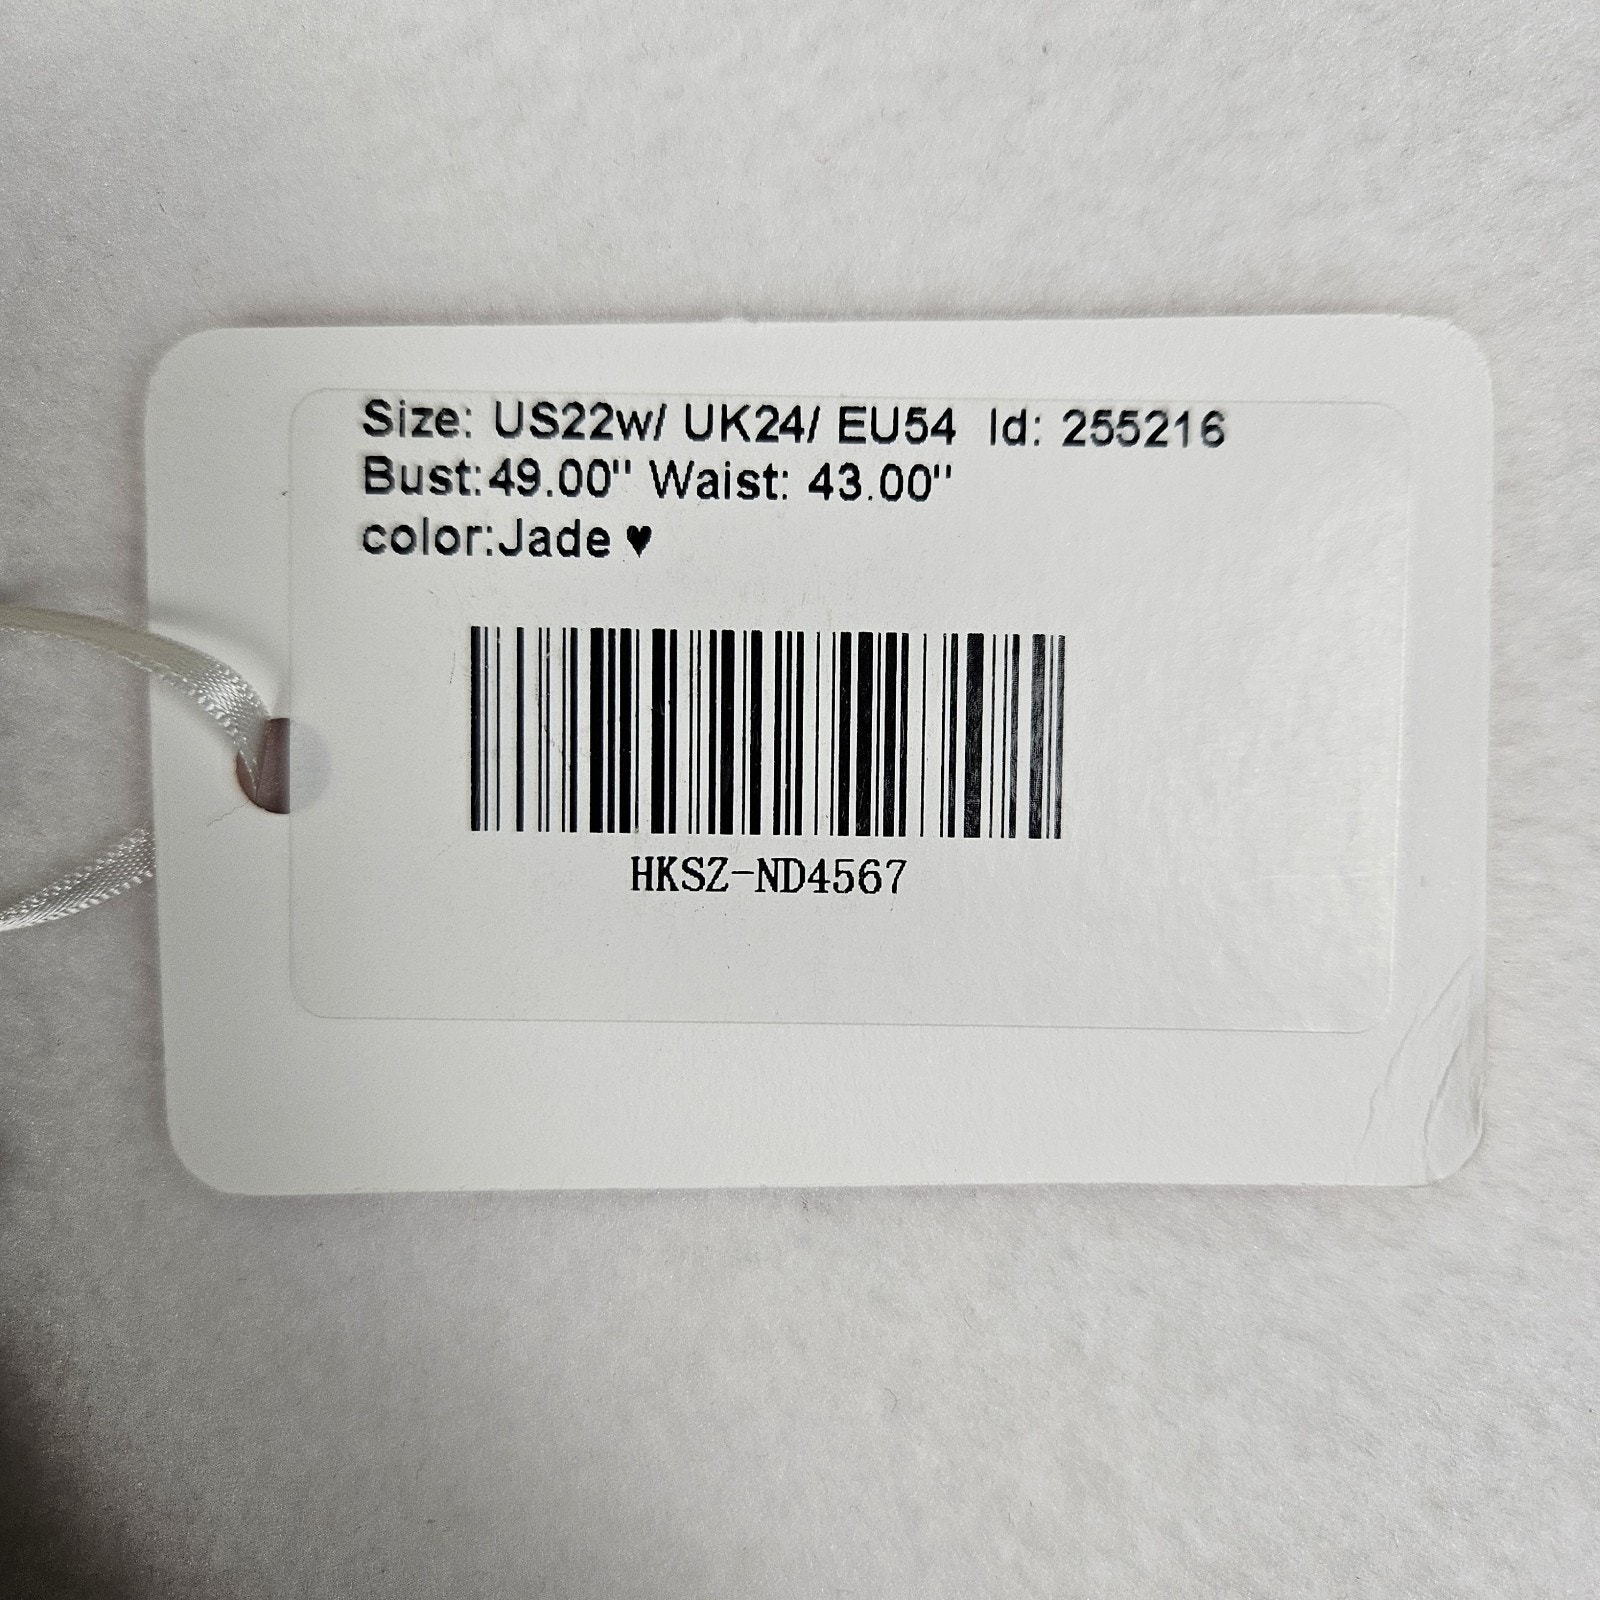 Size: US22w/ UK24/ EU54 Id: 255216
Bust:49.00" Waist: 43.00"
color:Jade ♥
HKSZ-ND4567